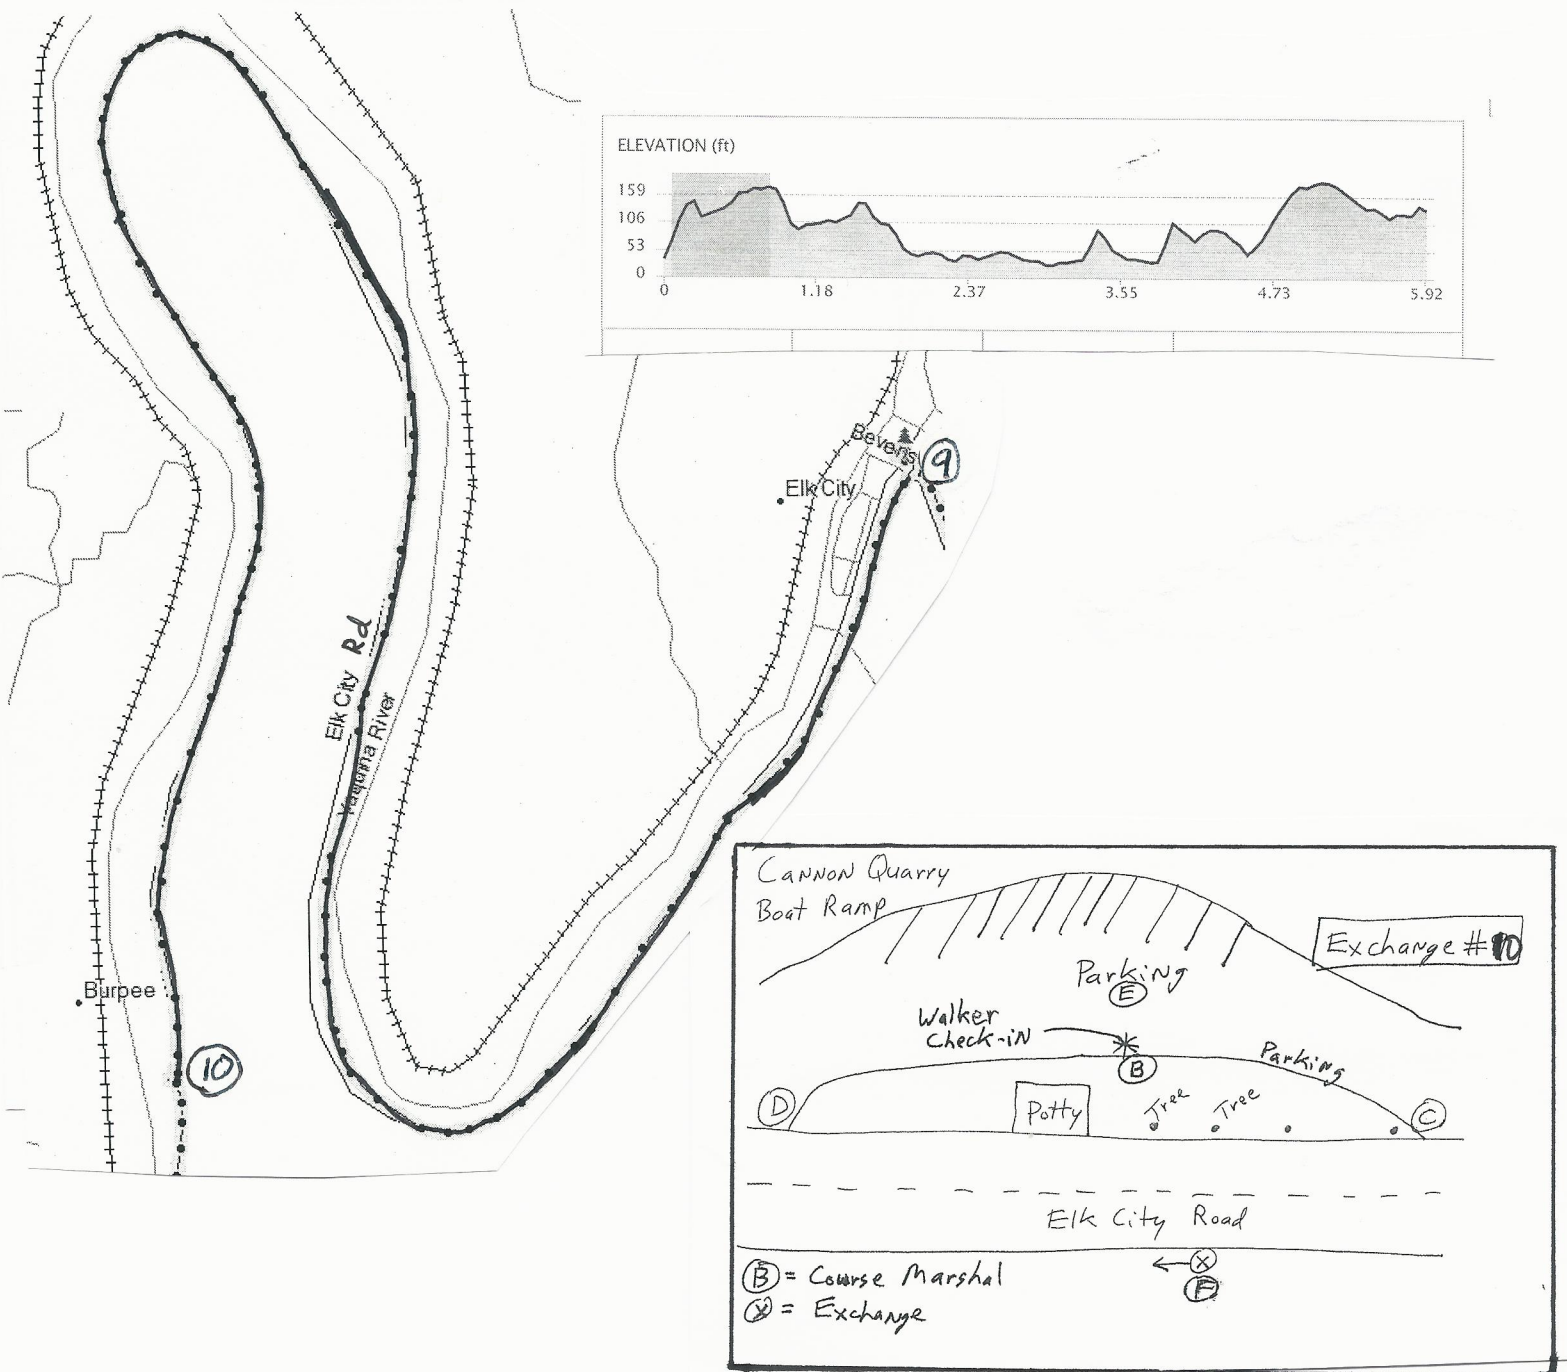 ELEVATION (ft)
159
106
53
0
0 1.18 2.37 3.55 4.73 5.92
Bevens
9
Elk City
Elk City Rd
Yaquina River
Burpee
10
Cannon Quarry
Boat Ramp
Exchange #10
Parking
E
Walker
Check-in
B
Parking
D
Potty
Tree
Tree
C
Elk City Road
X
F
B = Course Marshal
X = Exchange